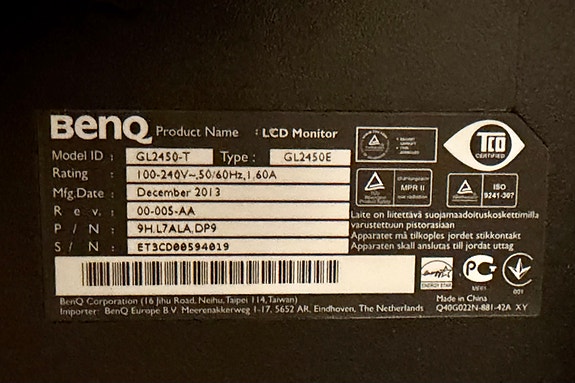 BenQ Product Name : LCD Monitor
Model ID : GL2450-T Type : GL2450E
Rating : 100-240V~,50/60Hz,1.60A
Mfg.Date : December 2013
R e v. : 00-005-AA
P / N : 9H.L7ALA.DP9
S / N : ET3CD00594019
TCO
CERTIFIED
MPR II
ISO
9241-307
Laite on liitettävä suojamaadoituskoskettimilla
varustettuun pistorasiaan
Apparatet må tilkoples jordet stikkontakt
Apparaten skall anslutas till jordat uttag
ENERGY STAR
001
BenQ Corporation (16 Jihu Road, Neihu,Taipei 114,Taiwan)
Importer: BenQ Europe B.V. Meerenakkerweg 1-17, 5652 AR, Eindhoven, The Netherlands
Made in China
Q40G022N-881-42A XY